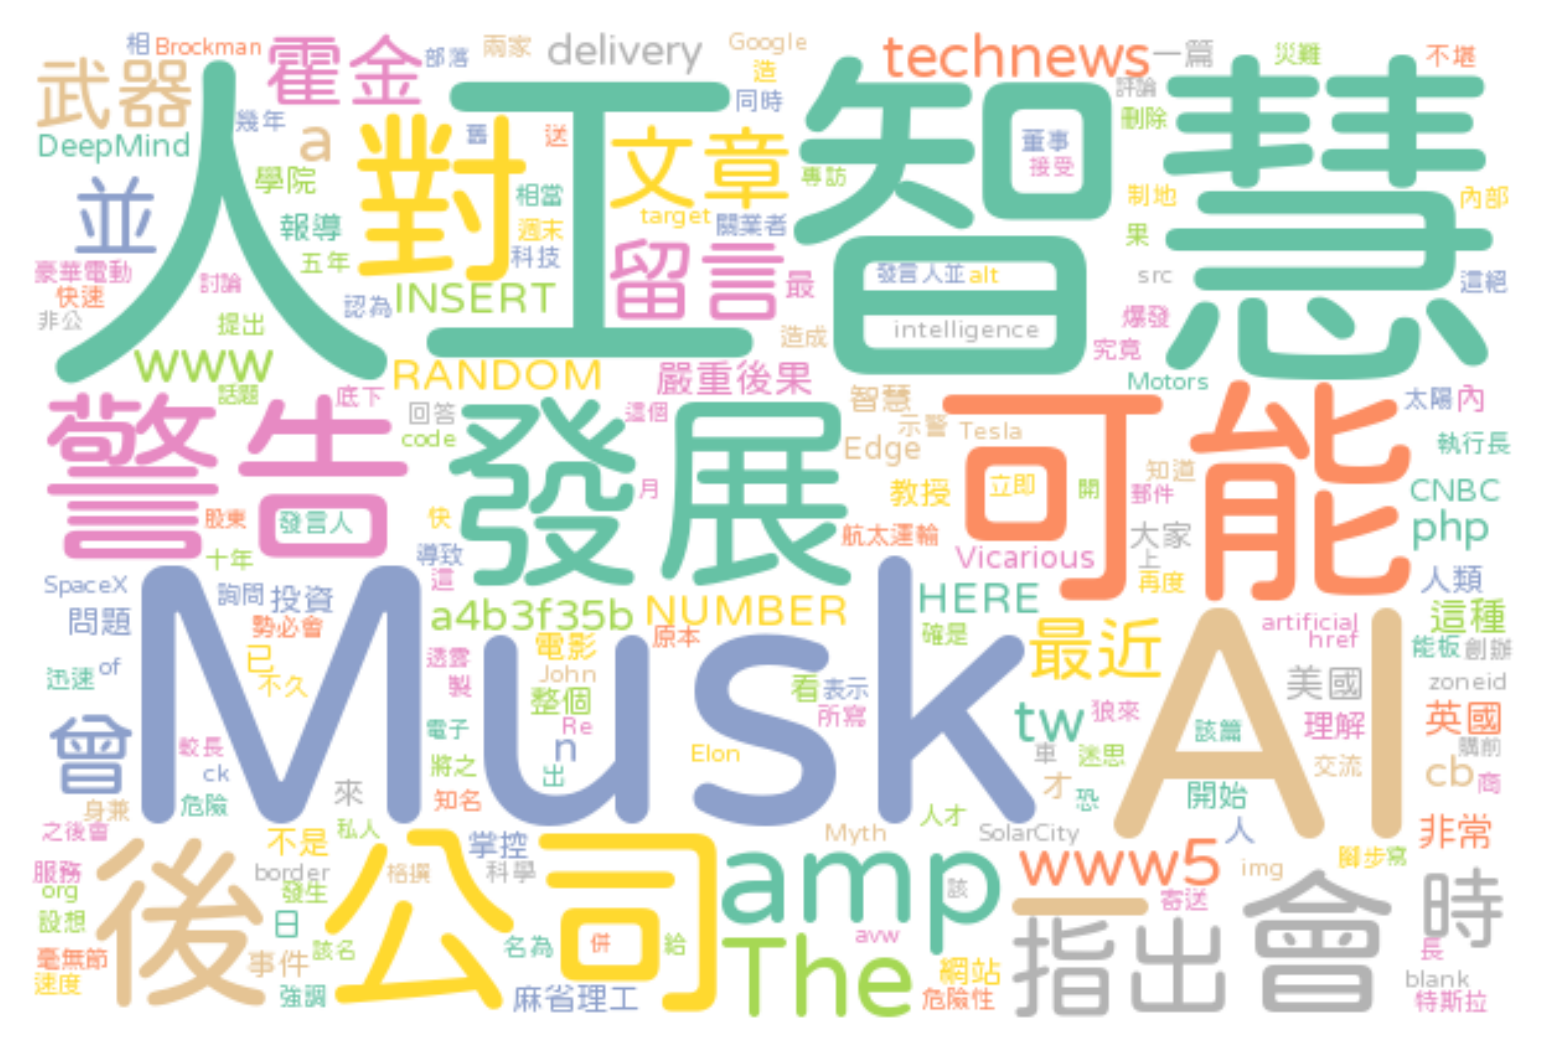 相 Brockman 霍金 部落 兩家 delivery Google technews 一篇 災難 不堪
武器 造 同時 評論 刪除
DeepMind 幾年 a 對 舊 送 文章 專訪 董事 接受
人工智慧
學院 相當 target 關業者 制地 內部
並 報導 週末 果
豪華電動 討論 五年 科技 留言 最 發言人並 alt src 這絕
快速 認為 INSERT 爆發
非公 提出 造成 intelligence 究竟
www RANDOM 嚴重後果 Motors
話題 底下 回答 這個 智慧 示警 Tesla 太陽 內
警告 發展 可能
code Edge 執行長
月 教授 立即 開 郵件 知道 CNBC
股東 發言人 快 航太運輸 大家 php
十年 導致 Vicarious 上
SpaceX 詢問 投資 這 HERE 再度 人類
問題 勢必會 a4b3f35b NUMBER 確是 artificial 這種
已 電影 原本 最近 href 能板 創辦
迅速 of 不久 透露 John 看 表示 美國 zoneid
製 整個 所寫 tw 狼來 理解 英國
Musk AI
曾 較長 電子 Re 該篇 購前
ck 將之 n Elon 車 迷思 交流 cb 商
身兼 危險 來 知名 出 才 恐 開始
之後會 不是 私人 掌控 Myth 人才 SolarCity 人 非常
服務 border 格撰 科學 amp www5 img 腳步 寫
org 發生 該 一 寄送
後 公司
設想 日 該名 名為 併 給 avw 指出 會 時
毫無節 事件 The 網站 長
速度 強調 麻省理工 危險性 blank 特斯拉